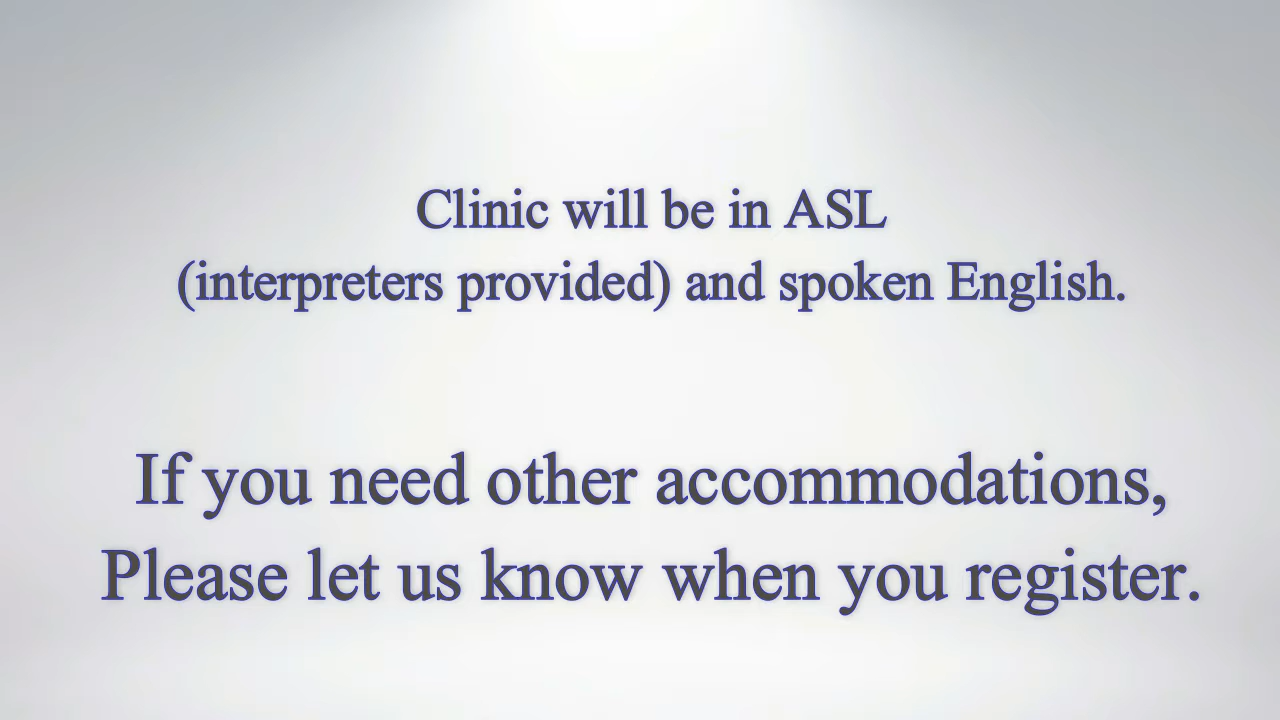 Clinic will be in ASL
(interpreters provided) and spoken English.
If you need other accommodations,
Please let us know when you register.